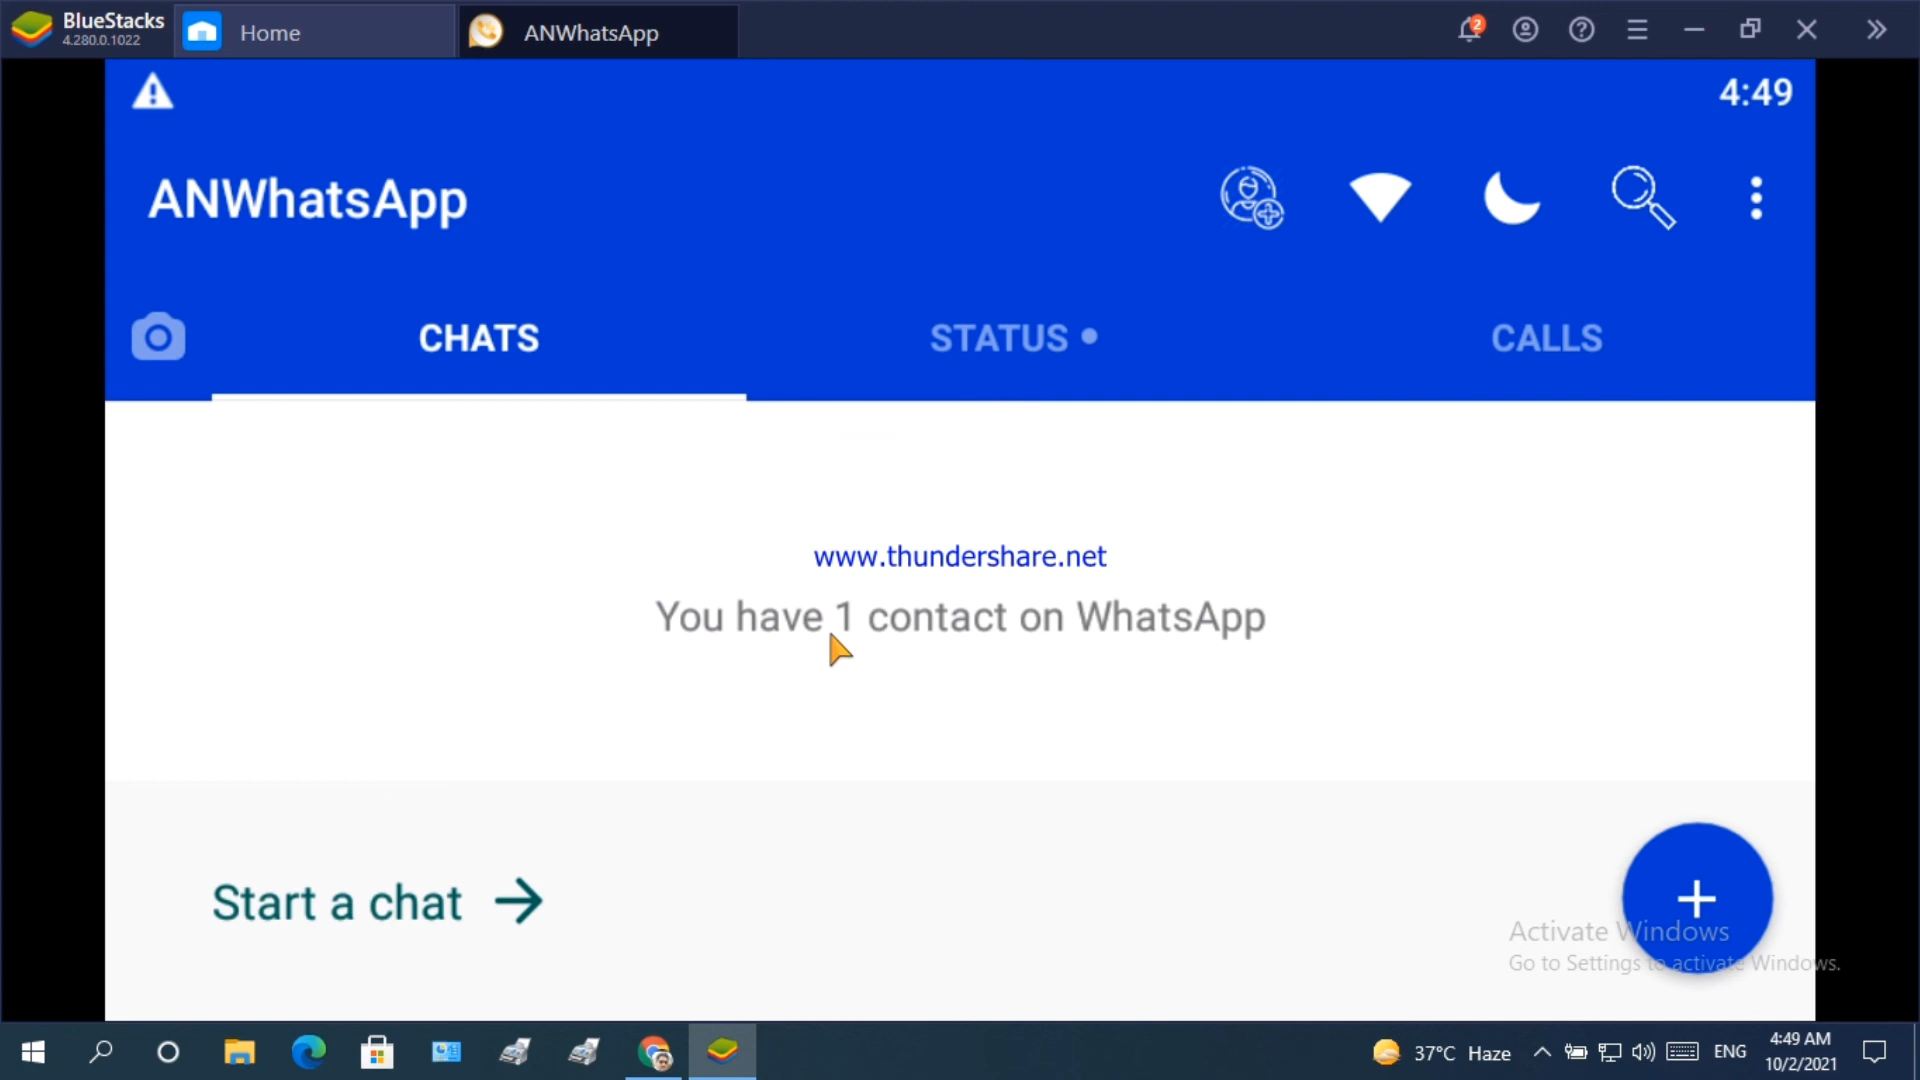 BlueStacks
4.280.0.1022
Home
ANWhatsApp
2
4:49
ANWhatsApp
CHATS
STATUS
CALLS
www.thundershare.net
You have 1 contact on WhatsApp
Start a chat
Activate Windows
Go to Settings to activate Windows.
37°C Haze
ENG
4:49 AM
10/2/2021